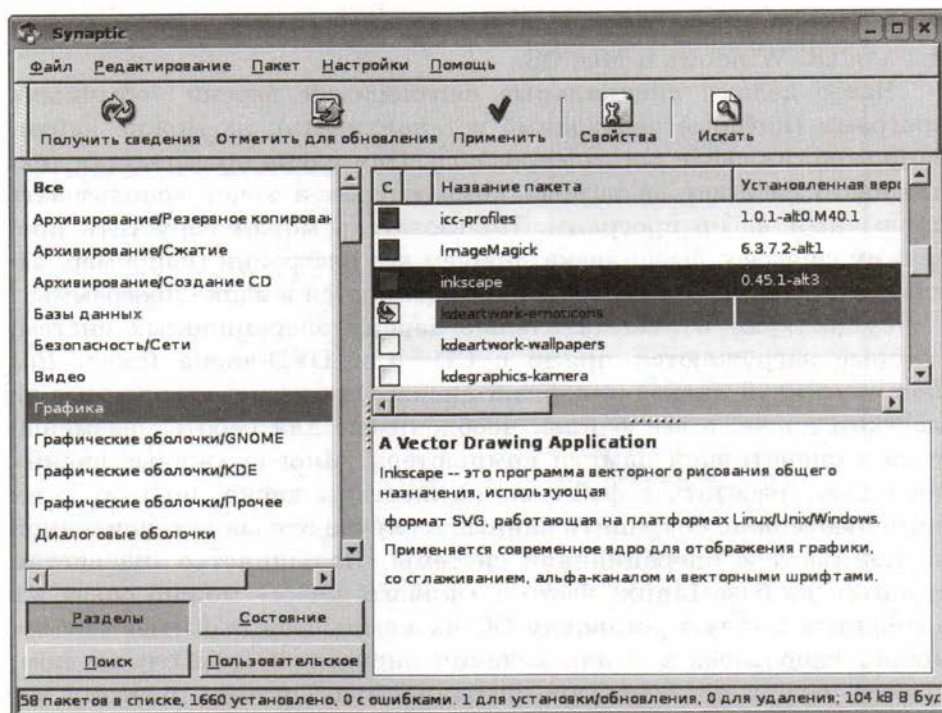 Synaptic
Файл Редактирование Пакет Настройки Помощь
Получить сведения Отметить для обновления Применить Свойства Искать
Все
Архивирование/Резервное копирован
Архивирование/Сжатие
Архивирование/Создание CD
Базы данных
Безопасность/Сети
Видео
Графика
Графические оболочки/GNOME
Графические оболочки/KDE
Графические оболочки/Прочее
Диалоговые оболочки
Разделы Состояние
Поиск Пользовательское
С Название пакета Установленная верс
icc-profiles 1.0.1-alt0.M40.1
ImageMagick 6.3.7.2-alt1
inkscape 0.45.1-alt3
kdeartwork-emoticons
kdeartwork-wallpapers
kdegraphics-kamera
A Vector Drawing Application
Inkscape -- это программа векторного рисования общего
назначения, использующая
формат SVG, работающая на платформах Linux/Unix/Windows.
Применяется современное ядро для отображения графики,
со сглаживанием, альфа-каналом и векторными шрифтами.
58 пакетов в списке, 1660 установлено, 0 с ошибками. 1 для установки/обновления, 0 для удаления; 104 kB В буд